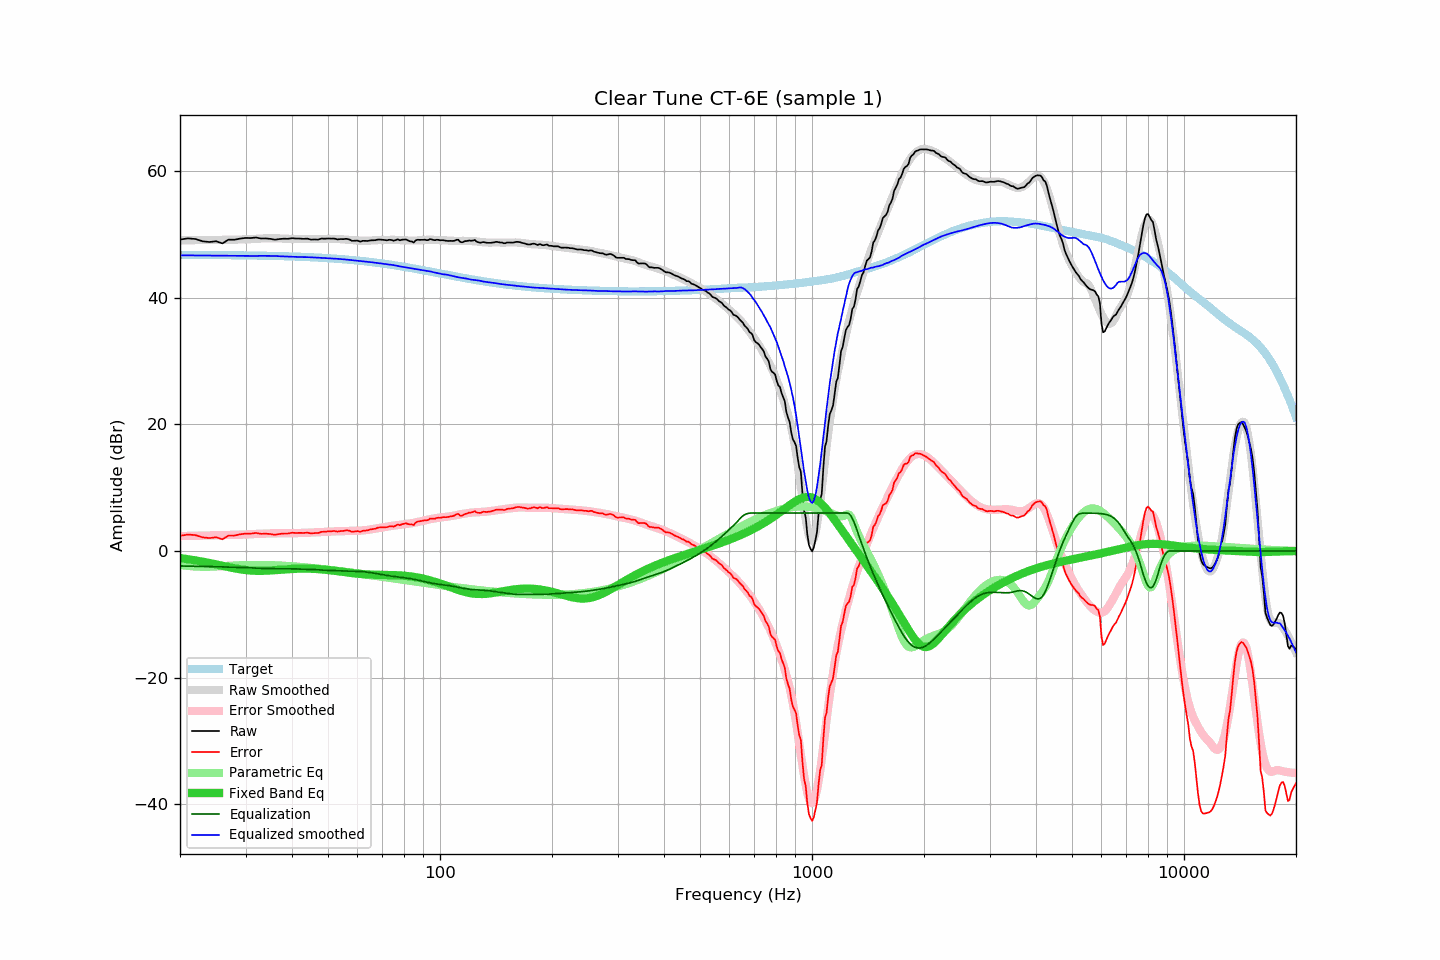 Clear Tune CT-6E (sample 1)
60
40
20
0
−20
−40
Amplitude (dBr)
Target
Raw Smoothed
Error Smoothed
Raw
Error
Parametric Eq
Fixed Band Eq
Equalization
Equalized smoothed
100
1000
10000
Frequency (Hz)